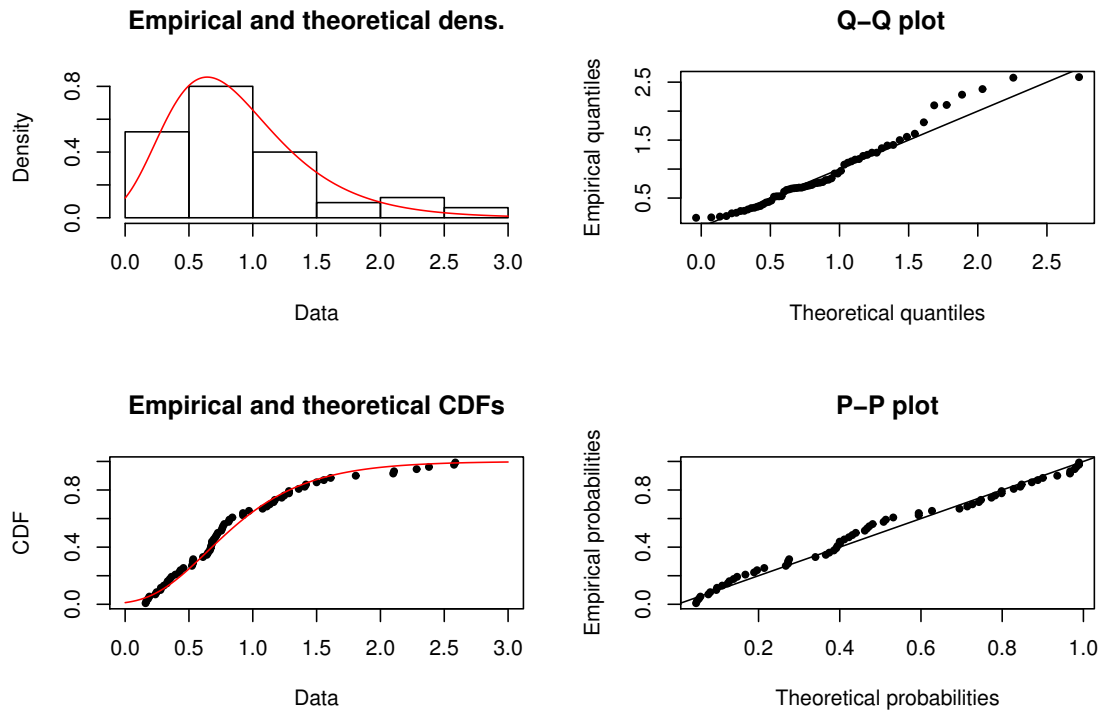 Empirical and theoretical dens.
Density
0.0 0.4 0.8
0.0 0.5 1.0 1.5 2.0 2.5 3.0
Data
Q−Q plot
Empirical quantiles
0.5 1.5 2.5
0.0 0.5 1.0 1.5 2.0 2.5
Theoretical quantiles
Empirical and theoretical CDFs
CDF
0.0 0.4 0.8
0.0 0.5 1.0 1.5 2.0 2.5 3.0
Data
P−P plot
Empirical probabilities
0.0 0.4 0.8
0.2 0.4 0.6 0.8 1.0
Theoretical probabilities